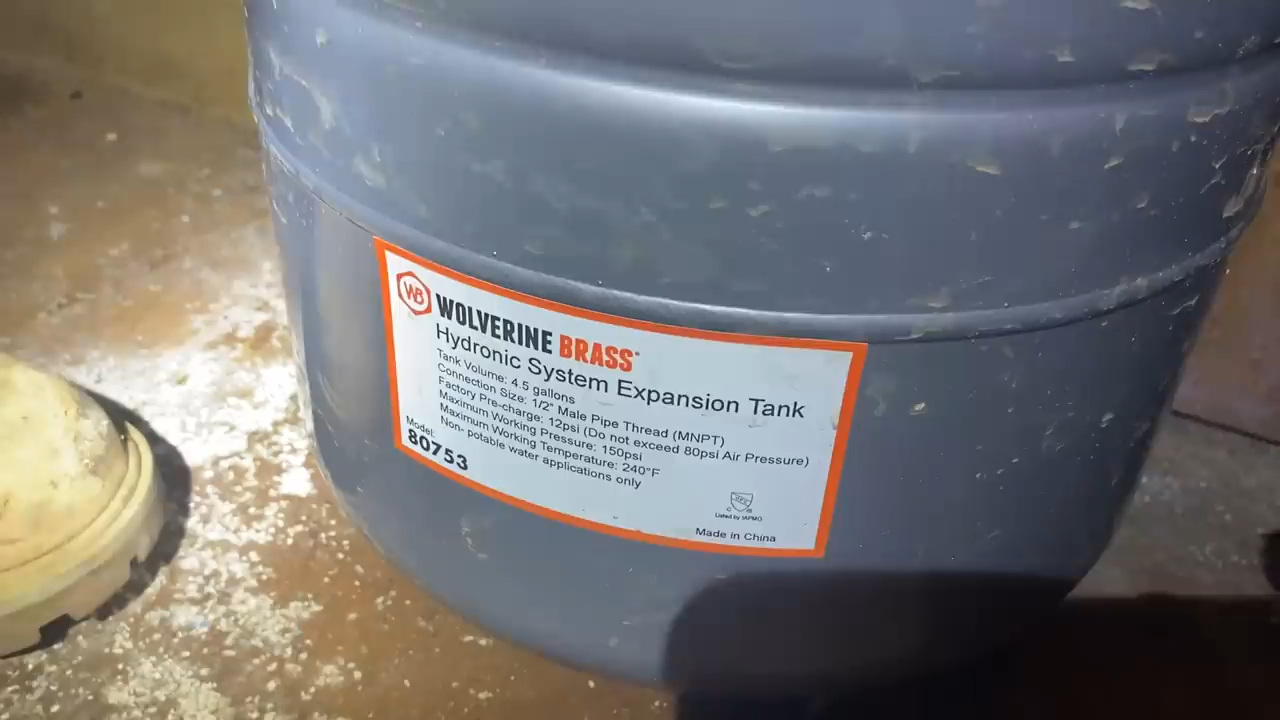 WB
WOLVERINE BRASS
Hydronic System Expansion Tank
Tank Volume: 4.5 gallons
Connection Size: 1/2" Male Pipe Thread (MNPT)
Factory Pre-charge: 12psi (Do not exceed 80psi Air Pressure)
Maximum Working Pressure: 150psi
Maximum Working Temperature: 240°F
Non- potable water applications only
Model:
80753
Listed by IAPMO
Made in China